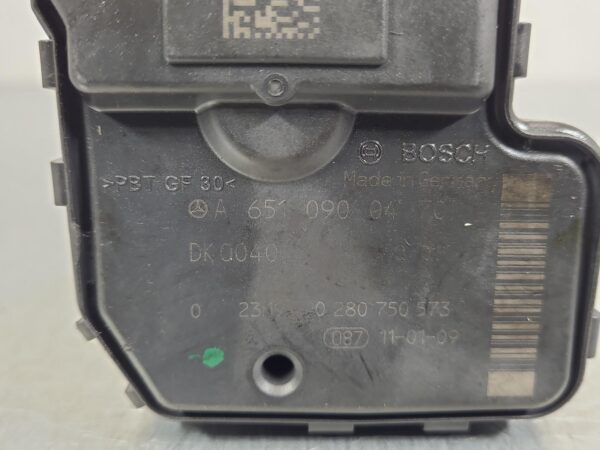 BOSCH
Made in Germany
>PBT GF 30<
A 651 090 04 70
DK
0 0 280 750 573
087 11-01-09